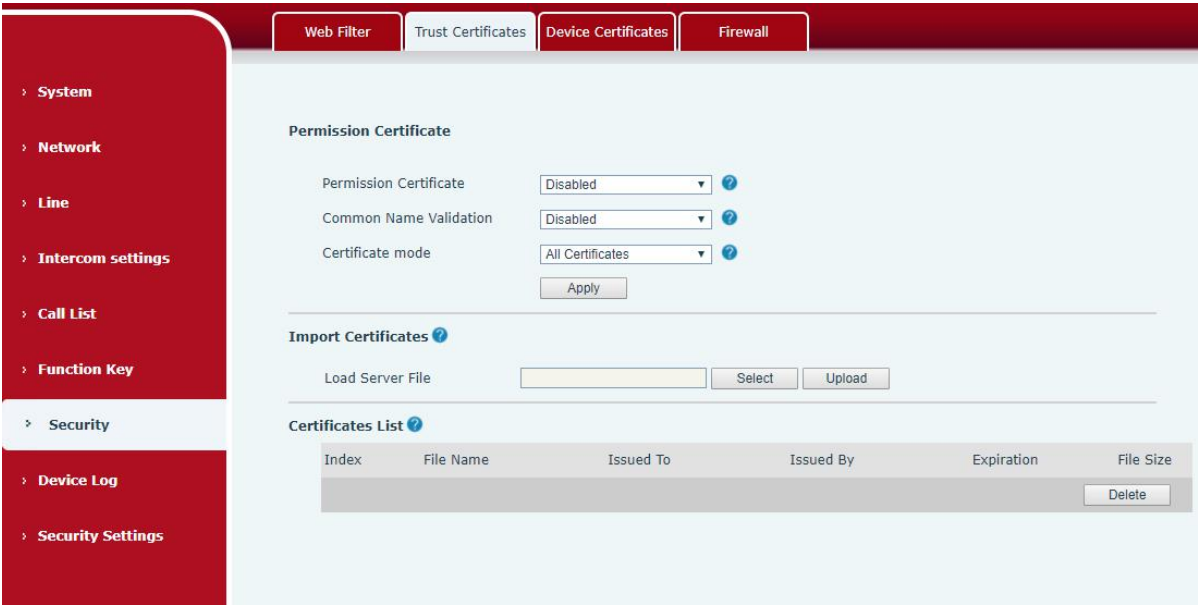 Web Filter Trust Certificates Device Certificates Firewall
System
Network
Line
Intercom settings
Call List
Function Key
Security
Device Log
Security Settings
Permission Certificate
Permission Certificate Disabled ?
Common Name Validation Disabled ?
Certificate mode All Certificates ?
Apply
Import Certificates ?
Load Server File Select Upload
Certificates List ?
Index File Name Issued To Issued By Expiration File Size
Delete